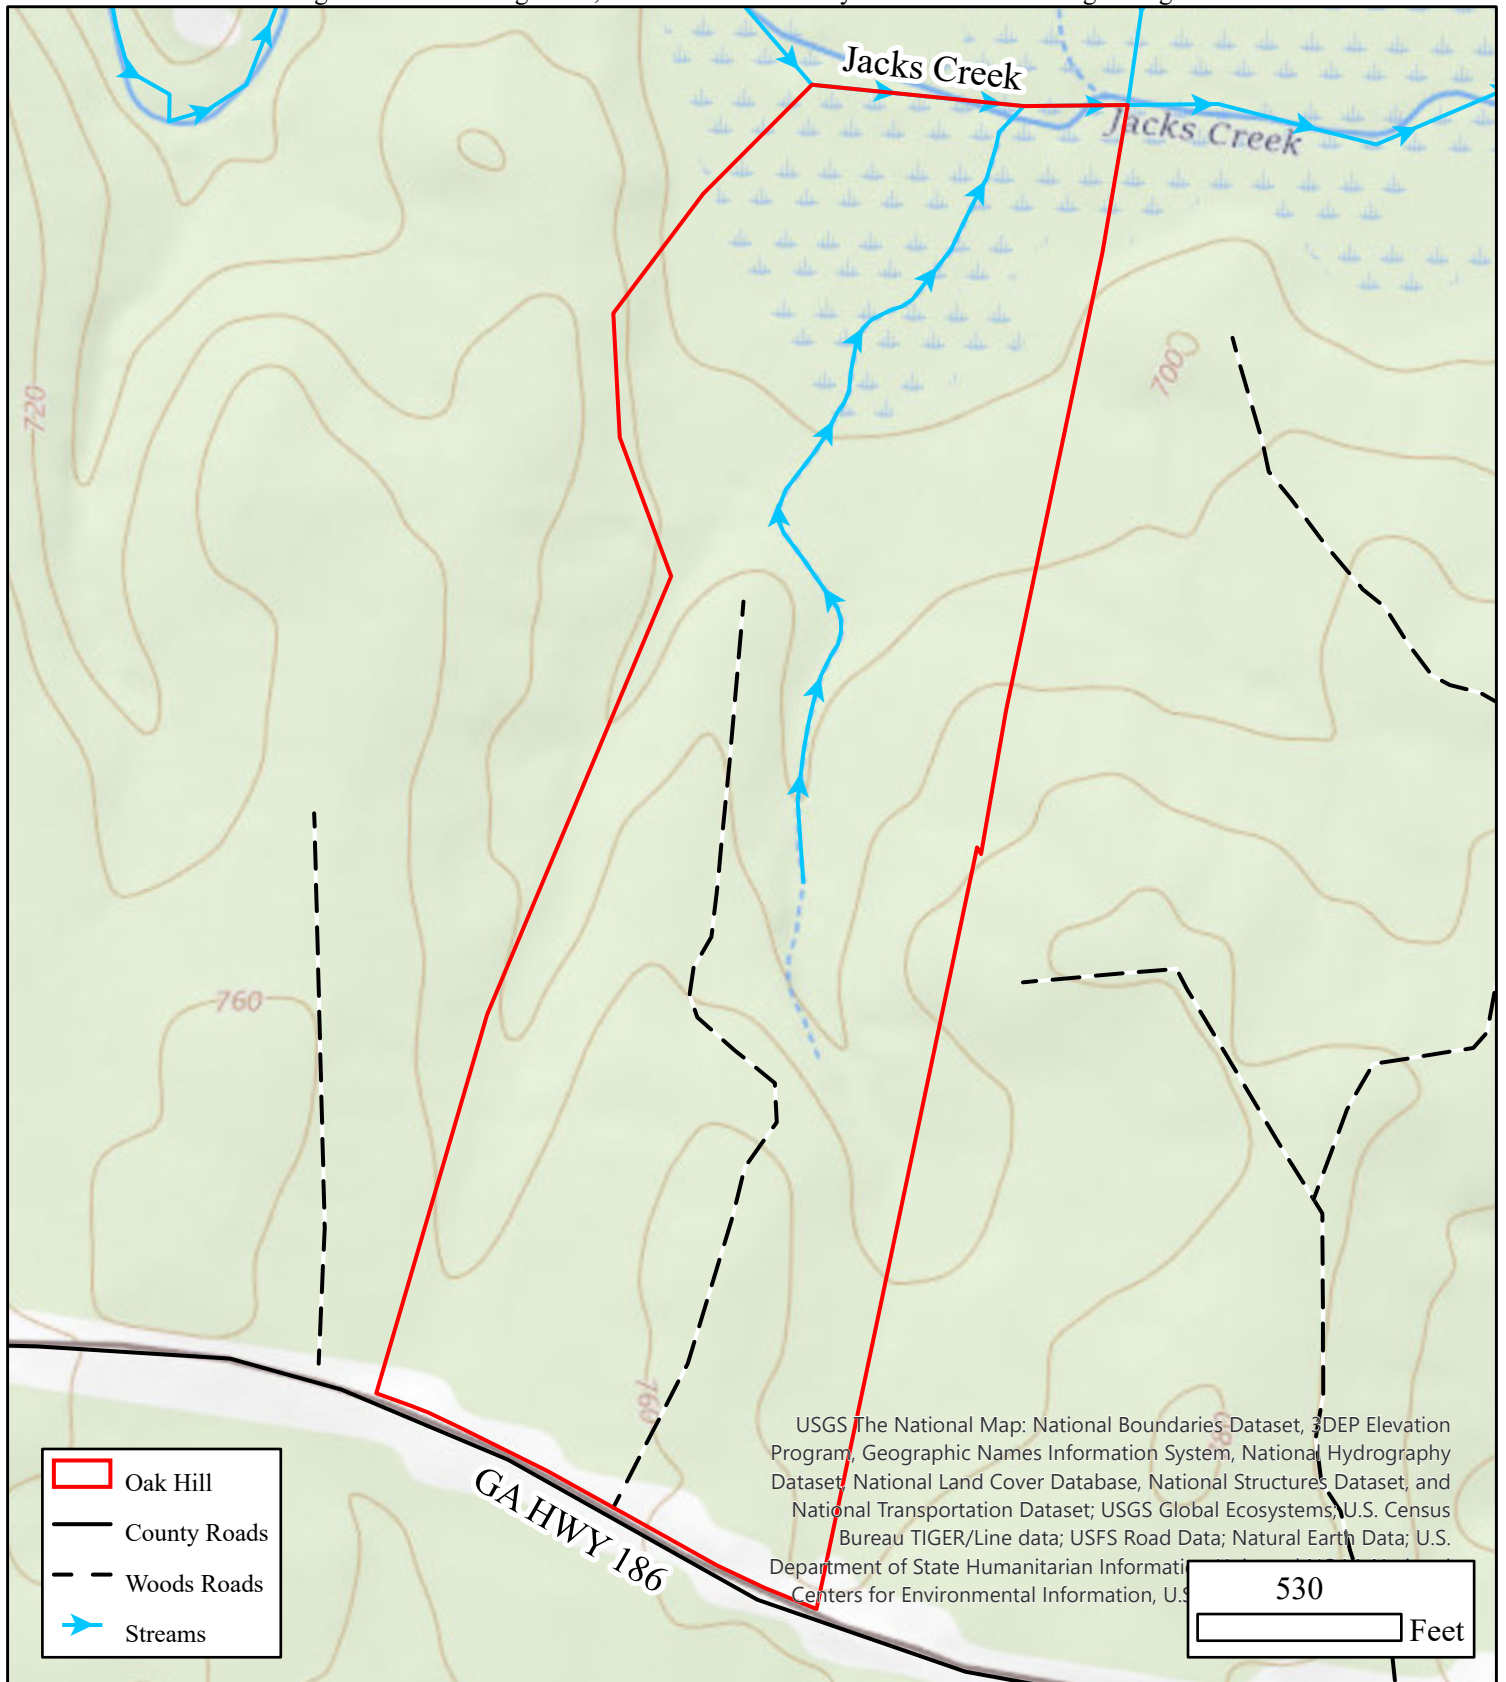 Jacks Creek
Jacks Creek
720
700
760
760
GA HWY 186
USGS The National Map: National Boundaries Dataset, 3DEP Elevation
Program, Geographic Names Information System, National Hydrography
Dataset, National Land Cover Database, National Structures Dataset, and
National Transportation Dataset; USGS Global Ecosystems; U.S. Census
Bureau TIGER/Line data; USFS Road Data; Natural Earth Data; U.S.
Department of State Humanitarian
Centers for Environmental Information,
Oak Hill
County Roads
Woods Roads
Streams
530
Feet